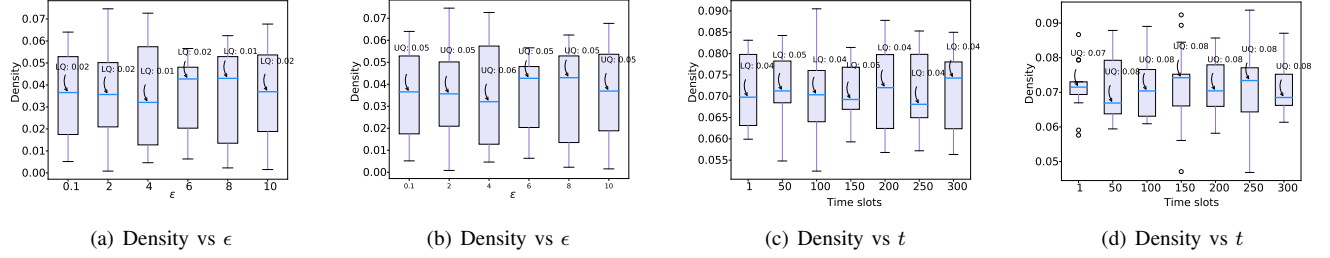 Density
0.07
0.06
0.05
0.04
0.03
0.02
0.01
0.00
LQ: 0.02
LQ: 0.02
LQ: 0.01
LQ: 0.02
LQ: 0.01
LQ: 0.02
0.1 2 4 6 8 10
ε
(a) Density vs ϵ
Density
0.07
0.06
0.05
0.04
0.03
0.02
0.01
0.00
UQ: 0.05
UQ: 0.05
UQ: 0.06
UQ: 0.05
UQ: 0.05
UQ: 0.05
0.1 2 4 6 8 10
ε
(b) Density vs ϵ
Density
0.090
0.085
0.080
0.075
0.070
0.065
0.060
0.055
LQ: 0.04
LQ: 0.05
LQ: 0.04
LQ: 0.04
LQ: 0.04
LQ: 0.04
1 50 100 150 200 250 300
Time slots
(c) Density vs t
Density
0.09
0.08
0.07
0.06
0.05
UQ: 0.07
UQ: 0.08
UQ: 0.08
UQ: 0.08
UQ: 0.08
UQ: 0.08
UQ: 0.08
1 50 100 150 200 250 300
Time slots
(d) Density vs t